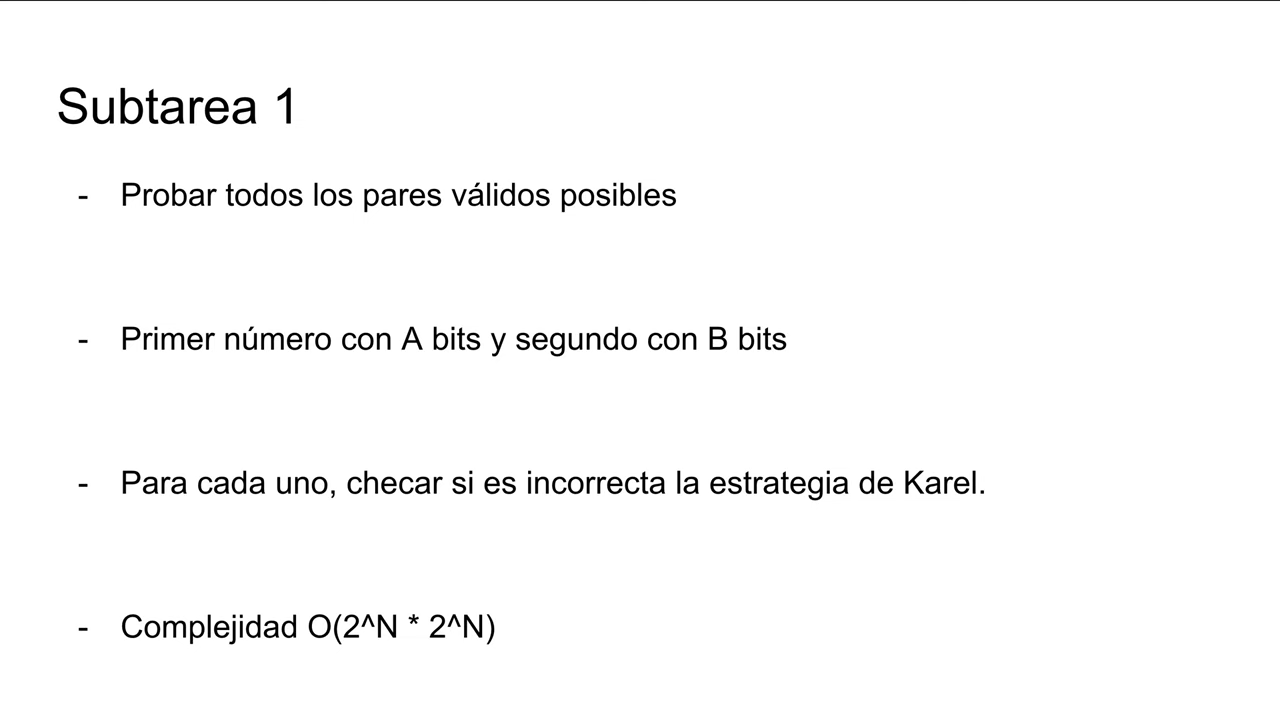 Subtarea 1
- Probar todos los pares válidos posibles
- Primer número con A bits y segundo con B bits
- Para cada uno, checar si es incorrecta la estrategia de Karel.
- Complejidad O(2^N * 2^N)